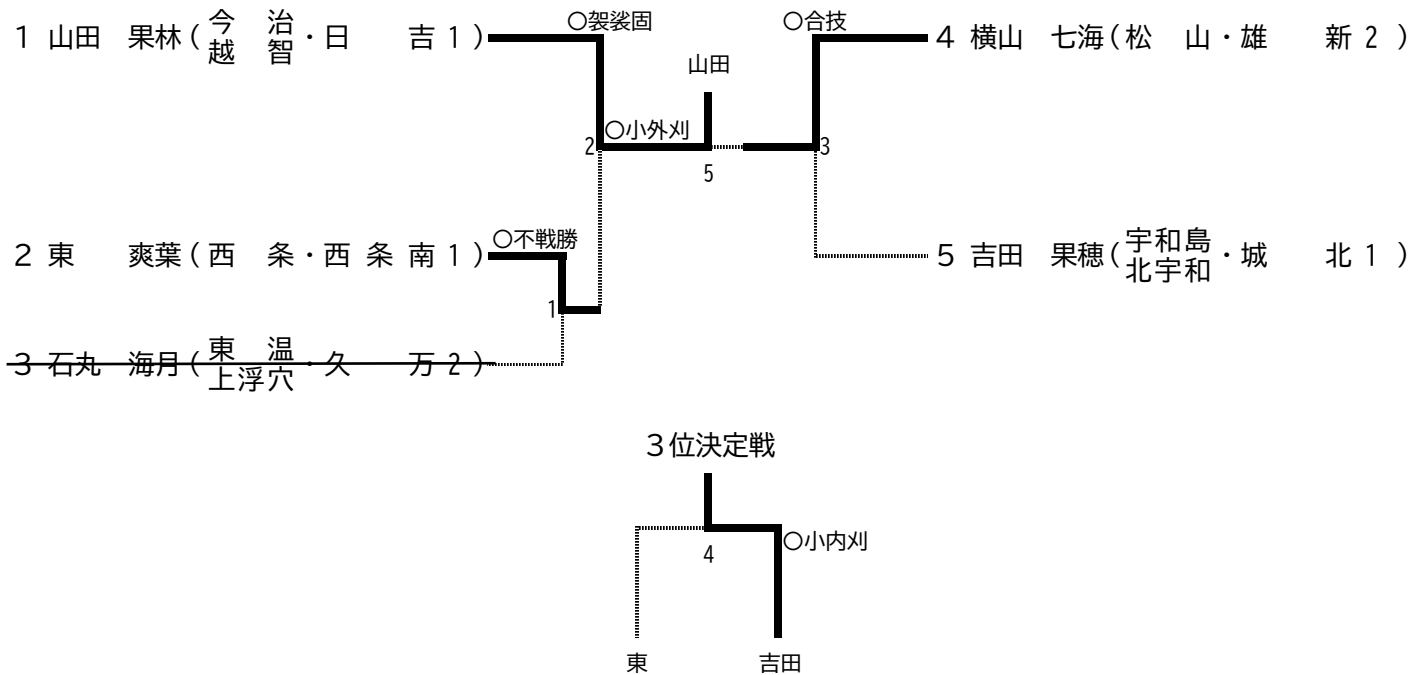 ○袈裟固
○合技
1 山田 果林(今治越智・日吉1)
4 横山 七海(松山・雄新2)
山田
○小外刈
2
3
5
○不戦勝
2 東 爽葉(西条・西条南1)
5 吉田 果穂(宇和島北宇和・城北1)
1
3 石丸 海月(東温上浮穴・久万2)
3位決定戦
○小内刈
4
東
吉田